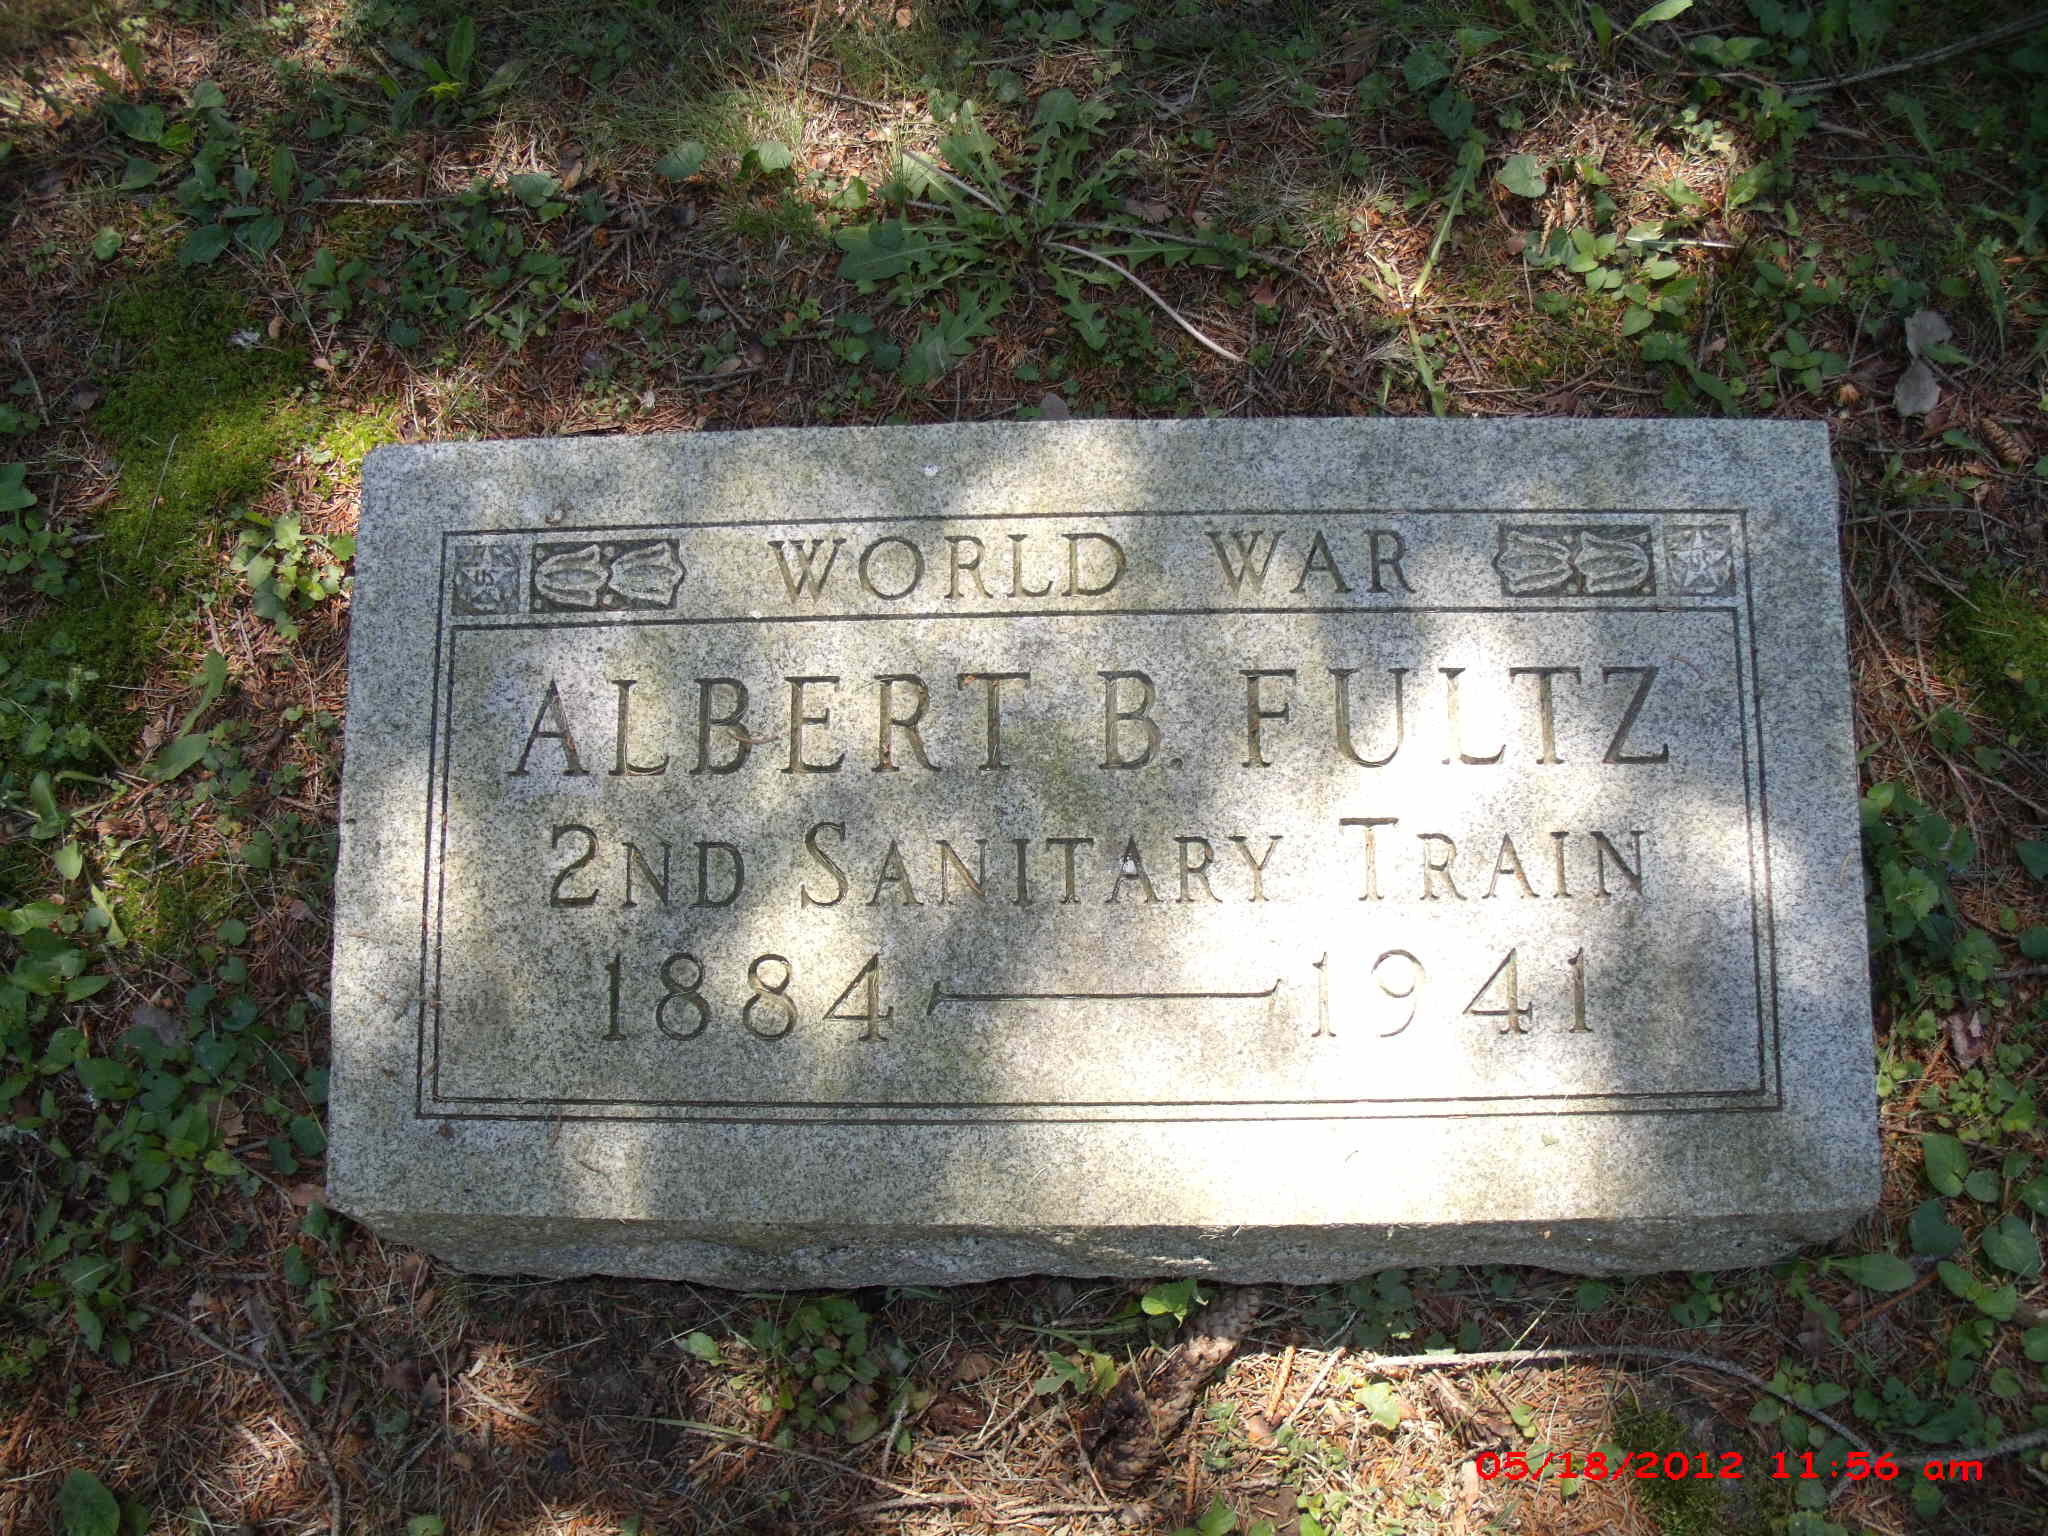 WORLD WAR
ALBERT B. FULTZ
2ND SANITARY TRAIN
1884 — 1941
05/18/2012 11:56 am